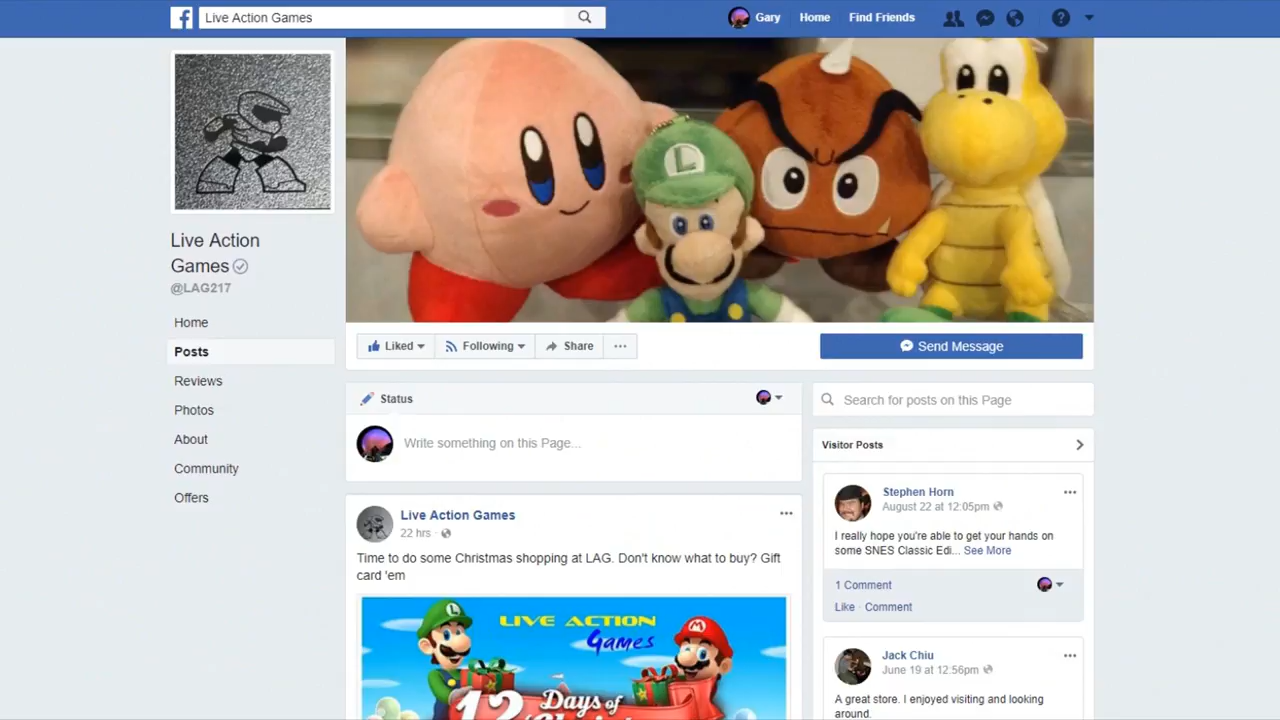 Live Action Games
Gary
Home
Find Friends
L
Live Action
Games
@LAG217
Home
Posts
Reviews
Photos
About
Community
Offers
Liked
Following
Share
Send Message
Status
Write something on this Page...
Search for posts on this Page
Visitor Posts
Live Action Games
22 hrs
Time to do some Christmas shopping at LAG. Don't know what to buy? Gift
card 'em
LIVE ACTION
Games
M
L
12 Days of
Stephen Horn
August 22 at 12:05pm
I really hope you're able to get your hands on
some SNES Classic Edi... See More
1 Comment
Like · Comment
Jack Chiu
June 19 at 12:56pm
A great store. I enjoyed visiting and looking
around.